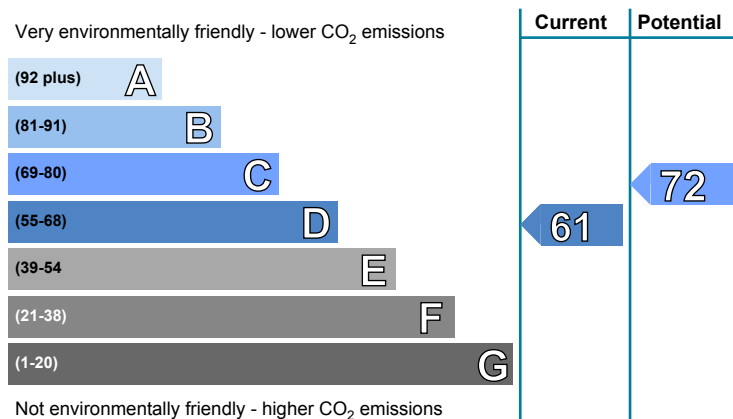 Very environmentally friendly - lower CO2 emissions
Current
Potential
(92 plus) A
(81-91) B
(69-80) C
72
(55-68) D
61
(39-54 E
(21-38) F
(1-20) G
Not environmentally friendly - higher CO2 emissions